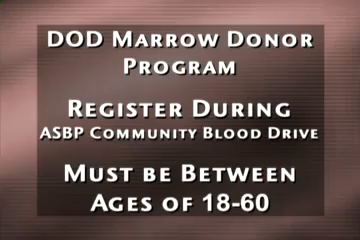 DOD Marrow Donor
Program
Register During
ASBP Community Blood Drive
Must be Between
Ages of 18-60